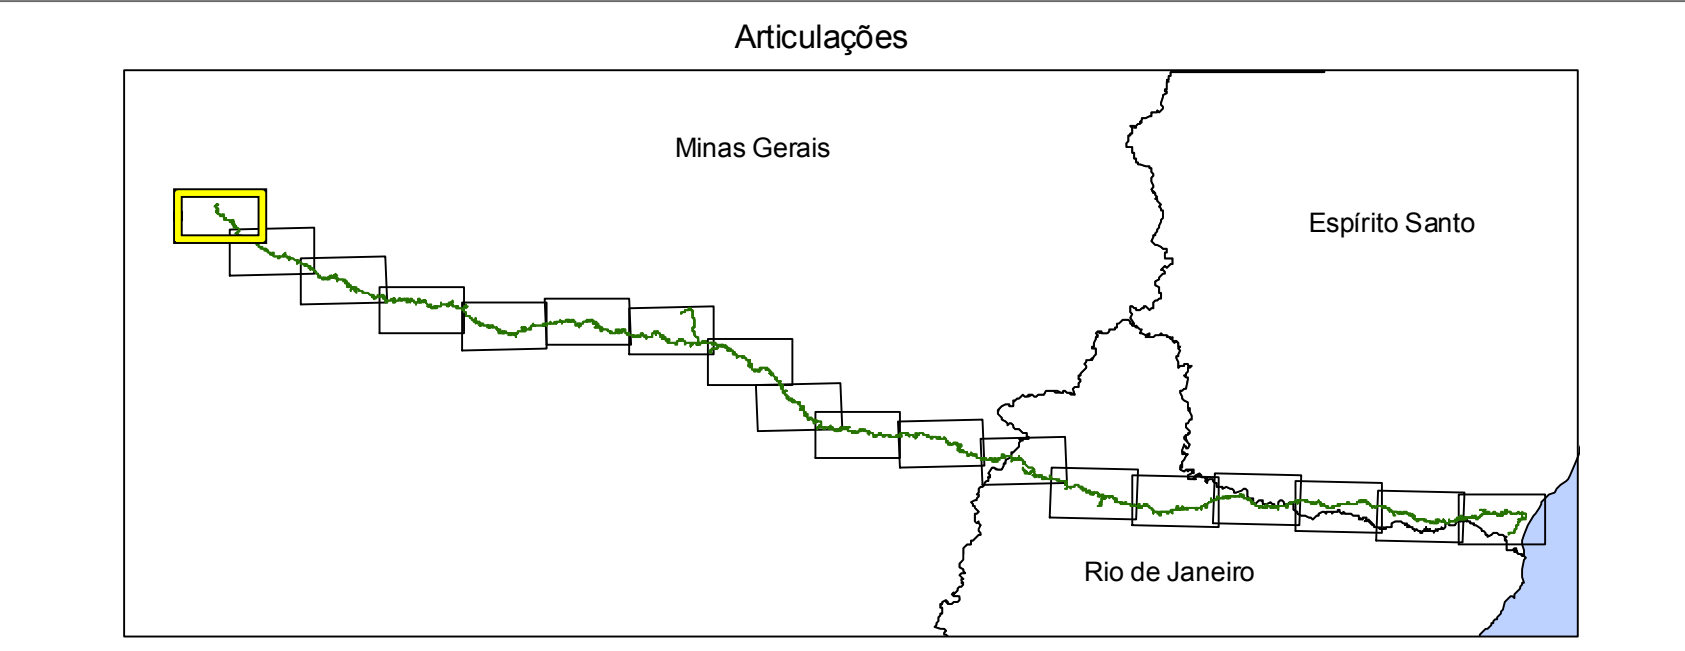 Articulações
Minas Gerais
Espírito Santo
Rio de Janeiro